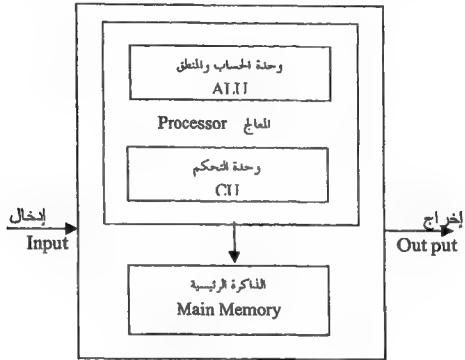 وحدة الحساب والمنطق
ALU
المعالج Processor
وحدة التحكم
CU
إدخال
Input
إخراج
Out put
الذاكرة الرئيسية
Main Memory